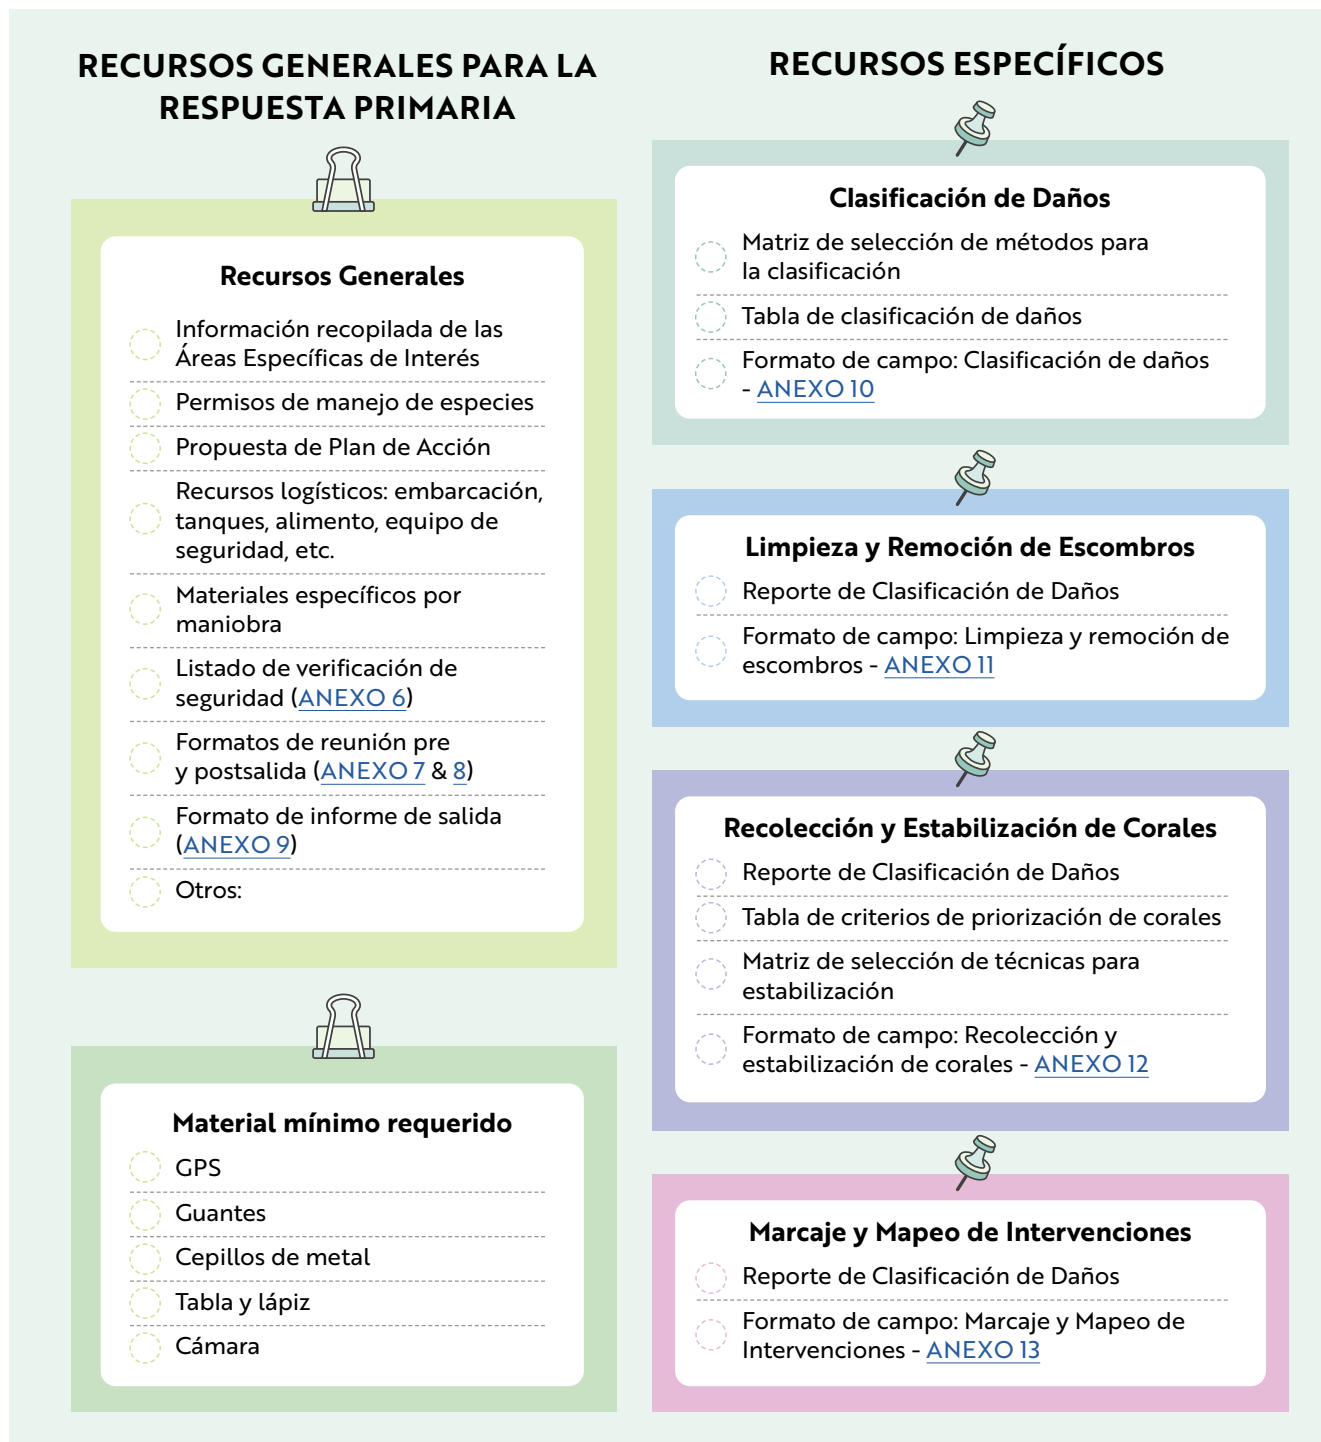 RECURSOS GENERALES PARA LA
RESPUESTA PRIMARIA
Recursos Generales
Información recopilada de las
Áreas Específicas de Interés
Permisos de manejo de especies
Propuesta de Plan de Acción
Recursos logísticos: embarcación,
tanques, alimento, equipo de
seguridad, etc.
Materiales específicos por
maniobra
Listado de verificación de
seguridad (ANEXO 6)
Formatos de reunión pre
y postsalida (ANEXO 7 & 8)
Formato de informe de salida
(ANEXO 9)
Otros:
Material mínimo requerido
GPS
Guantes
Cepillos de metal
Tabla y lápiz
Cámara
RECURSOS ESPECÍFICOS
Clasificación de Daños
Matriz de selección de métodos para
la clasificación
Tabla de clasificación de daños
Formato de campo: Clasificación de daños
- ANEXO 10
Limpieza y Remoción de Escombros
Reporte de Clasificación de Daños
Formato de campo: Limpieza y remoción de
escombros - ANEXO 11
Recolección y Estabilización de Corales
Reporte de Clasificación de Daños
Tabla de criterios de priorización de corales
Matriz de selección de técnicas para
estabilización
Formato de campo: Recolección y
estabilización de corales - ANEXO 12
Marcaje y Mapeo de Intervenciones
Reporte de Clasificación de Daños
Formato de campo: Marcaje y Mapeo de
Intervenciones - ANEXO 13